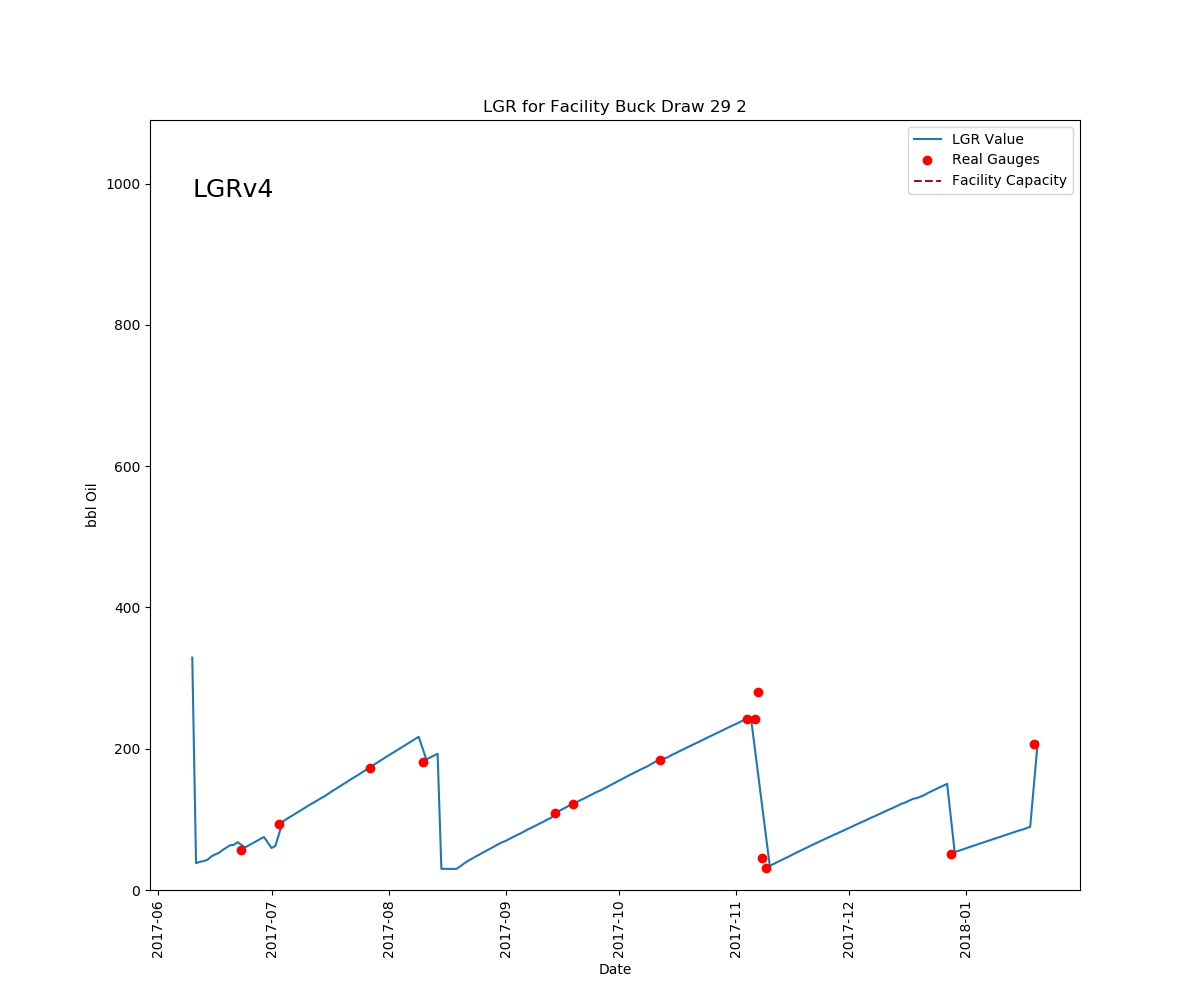 LGR for Facility Buck Draw 29 2
LGRv4
LGR Value
Real Gauges
Facility Capacity
bbl Oil
1000
800
600
400
200
0
2017-06
2017-07
2017-08
2017-09
2017-10
2017-11
2017-12
2018-01
Date